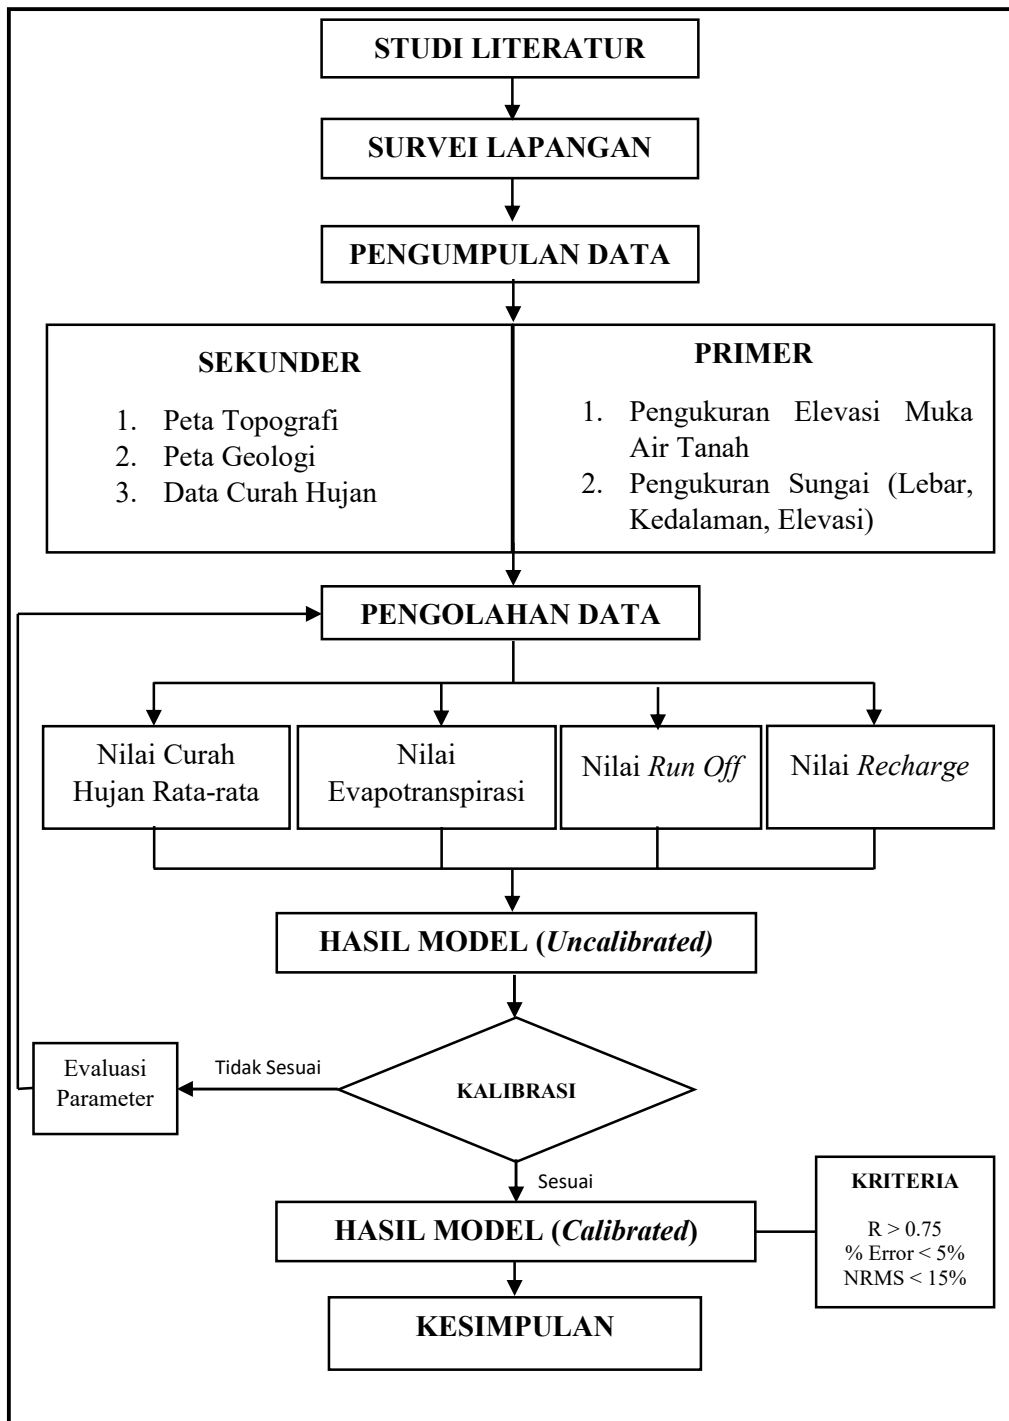 STUDI LITERATUR
SURVEI LAPANGAN
PENGUMPULAN DATA
SEKUNDER
1. Peta Topografi
2. Peta Geologi
3. Data Curah Hujan
PRIMER
1. Pengukuran Elevasi Muka
Air Tanah
2. Pengukuran Sungai (Lebar,
Kedalaman, Elevasi)
PENGOLAHAN DATA
Nilai Curah
Hujan Rata-rata
Nilai
Evapotranspirasi
Nilai Run Off
Nilai Recharge
HASIL MODEL (Uncalibrated)
KALIBRASI
Tidak Sesuai
Evaluasi
Parameter
Sesuai
HASIL MODEL (Calibrated)
KRITERIA
R > 0.75
% Error < 5%
NRMS < 15%
KESIMPULAN